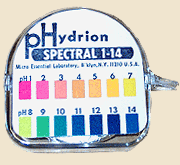 pHydrion
SPECTRAL 1-14
Micro Essential Laboratory, B'klyn, N.Y. 11210 U.S.A.
pH 1 2 3 4 5 6 7
pH 8 9 10 11 12 13 14